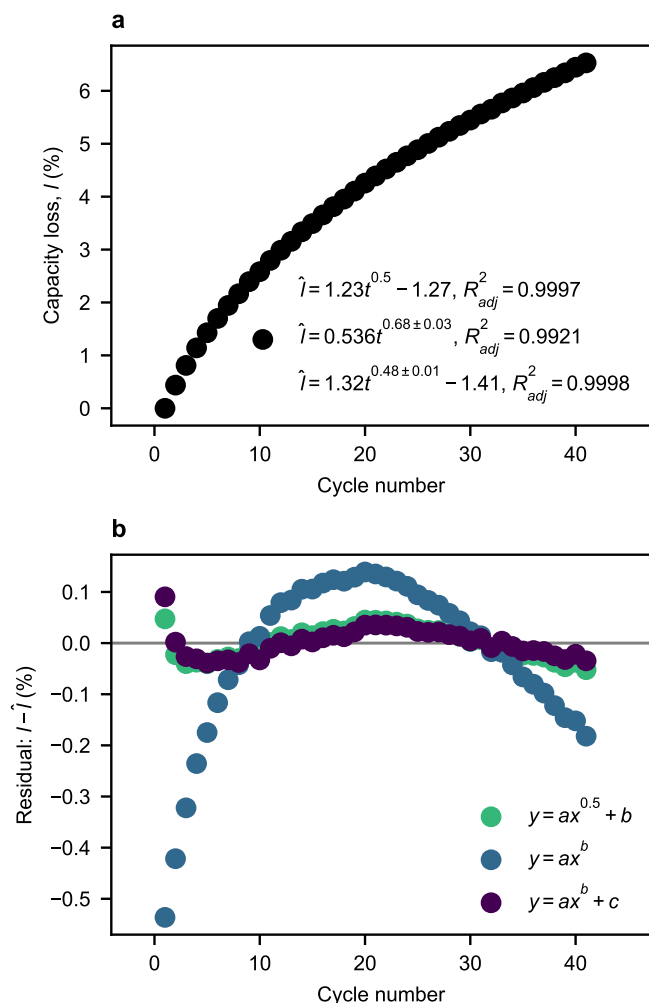 a
6
5
4
3
2
1
0
Capacity loss, l (%)
l̂ = 1.23t^0.5 − 1.27, R²adj = 0.9997
l̂ = 0.536t^0.68 ± 0.03, R²adj = 0.9921
l̂ = 1.32t^0.48 ± 0.01 − 1.41, R²adj = 0.9998
0 10 20 30 40
Cycle number
b
0.1
0.0
−0.1
−0.2
−0.3
−0.4
−0.5
Residual: l − l̂ (%)
y = ax^0.5 + b
y = ax^b
y = ax^b + c
0 10 20 30 40
Cycle number